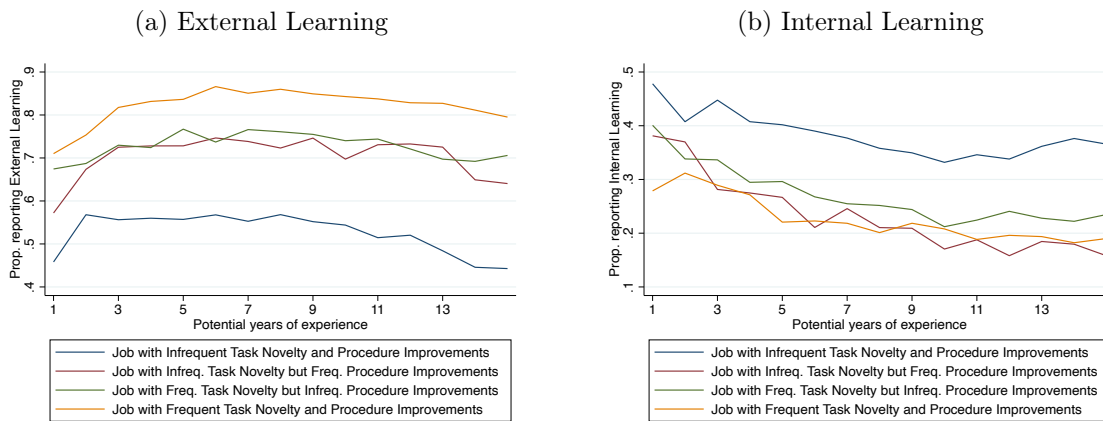 (a) External Learning
Prop. reporting External Learning
.9
.8
.7
.6
.5
.4
1 3 5 7 9 11 13
Potential years of experience
Job with Infrequent Task Novelty and Procedure Improvements
Job with Infreq. Task Novelty but Freq. Procedure Improvements
Job with Freq. Task Novelty but Infreq. Procedure Improvements
Job with Frequent Task Novelty and Procedure Improvements
(b) Internal Learning
Prop. reporting Internal Learning
.5
.4
.3
.2
.1
1 3 5 7 9 11 13
Potential years of experience
Job with Infrequent Task Novelty and Procedure Improvements
Job with Infreq. Task Novelty but Freq. Procedure Improvements
Job with Freq. Task Novelty but Infreq. Procedure Improvements
Job with Frequent Task Novelty and Procedure Improvements